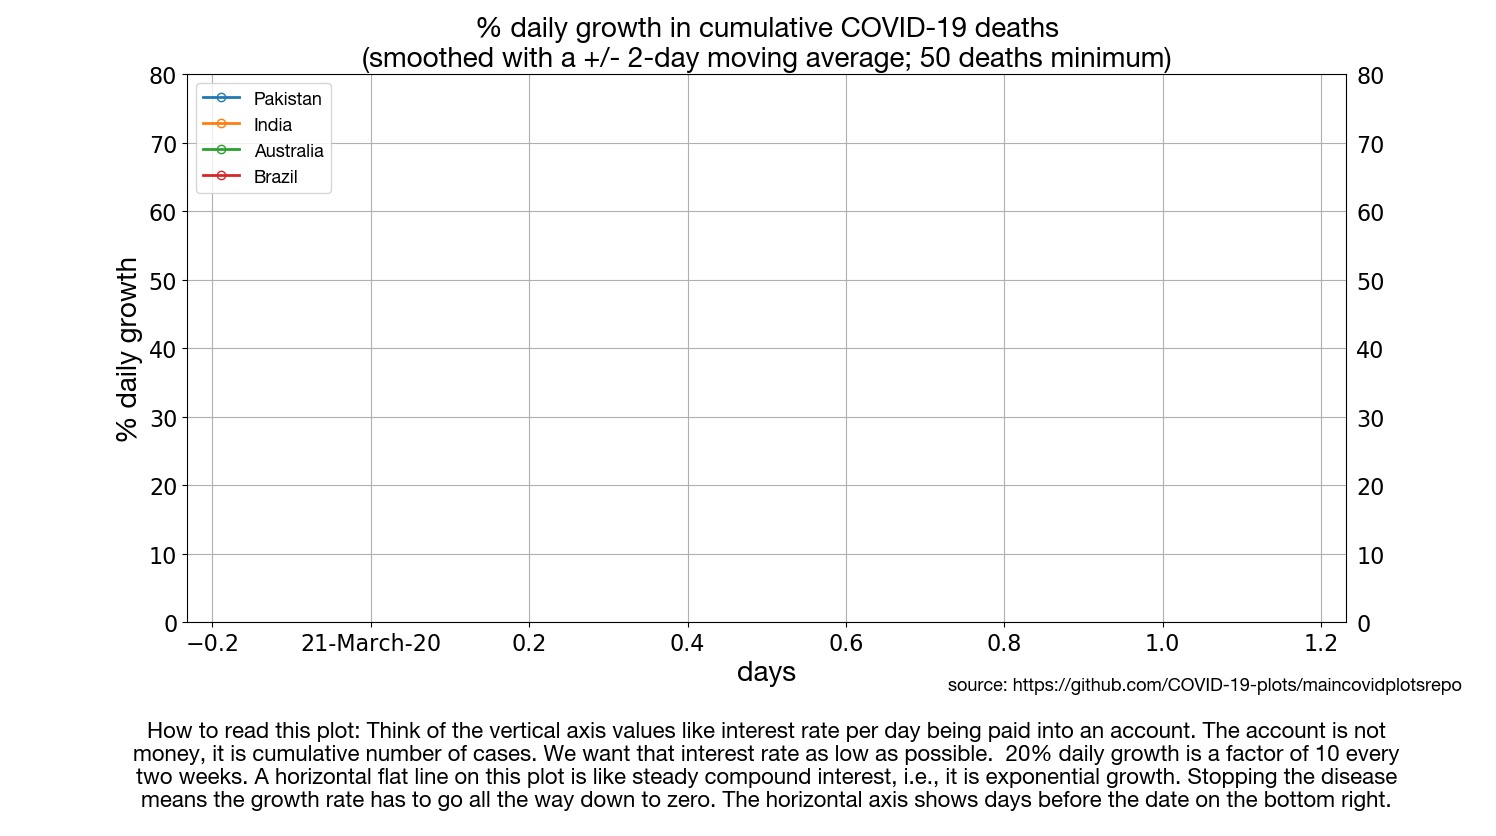 % daily growth in cumulative COVID-19 deaths
(smoothed with a +/- 2-day moving average; 50 deaths minimum)
80
80
Pakistan
India
Australia
Brazil
70
70
60
60
50
50
40
40
30
30
20
20
10
10
0
0
% daily growth
−0.2
21-March-20
0.2
0.4
0.6
0.8
1.0
1.2
days
source: https://github.com/COVID-19-plots/maincovidplotsrepo
How to read this plot: Think of the vertical axis values like interest rate per day being paid into an account. The account is not
money, it is cumulative number of cases. We want that interest rate as low as possible.  20% daily growth is a factor of 10 every
two weeks. A horizontal flat line on this plot is like steady compound interest, i.e., it is exponential growth. Stopping the disease
means the growth rate has to go all the way down to zero. The horizontal axis shows days before the date on the bottom right.